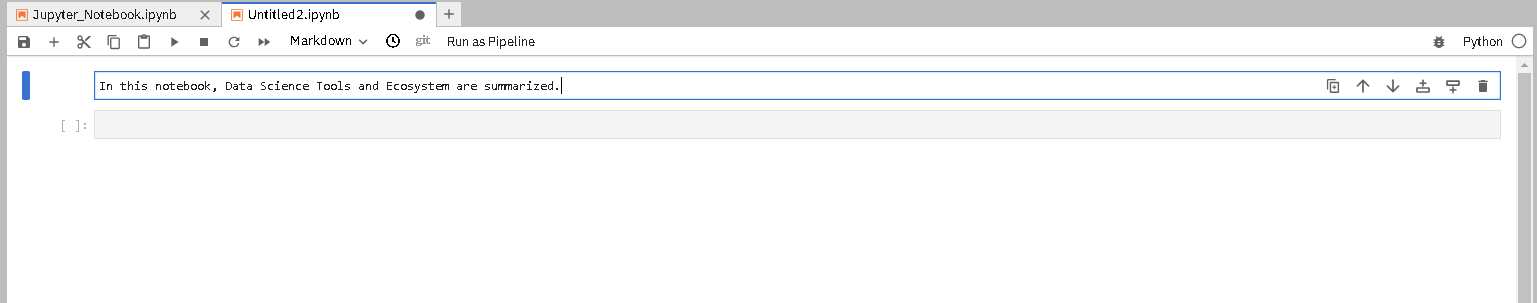 Jupyter_Notebook.ipynb
Untitled2.ipynb
Markdown
git
Run as Pipeline
Python
In this notebook, Data Science Tools and Ecosystem are summarized.
[ ]: